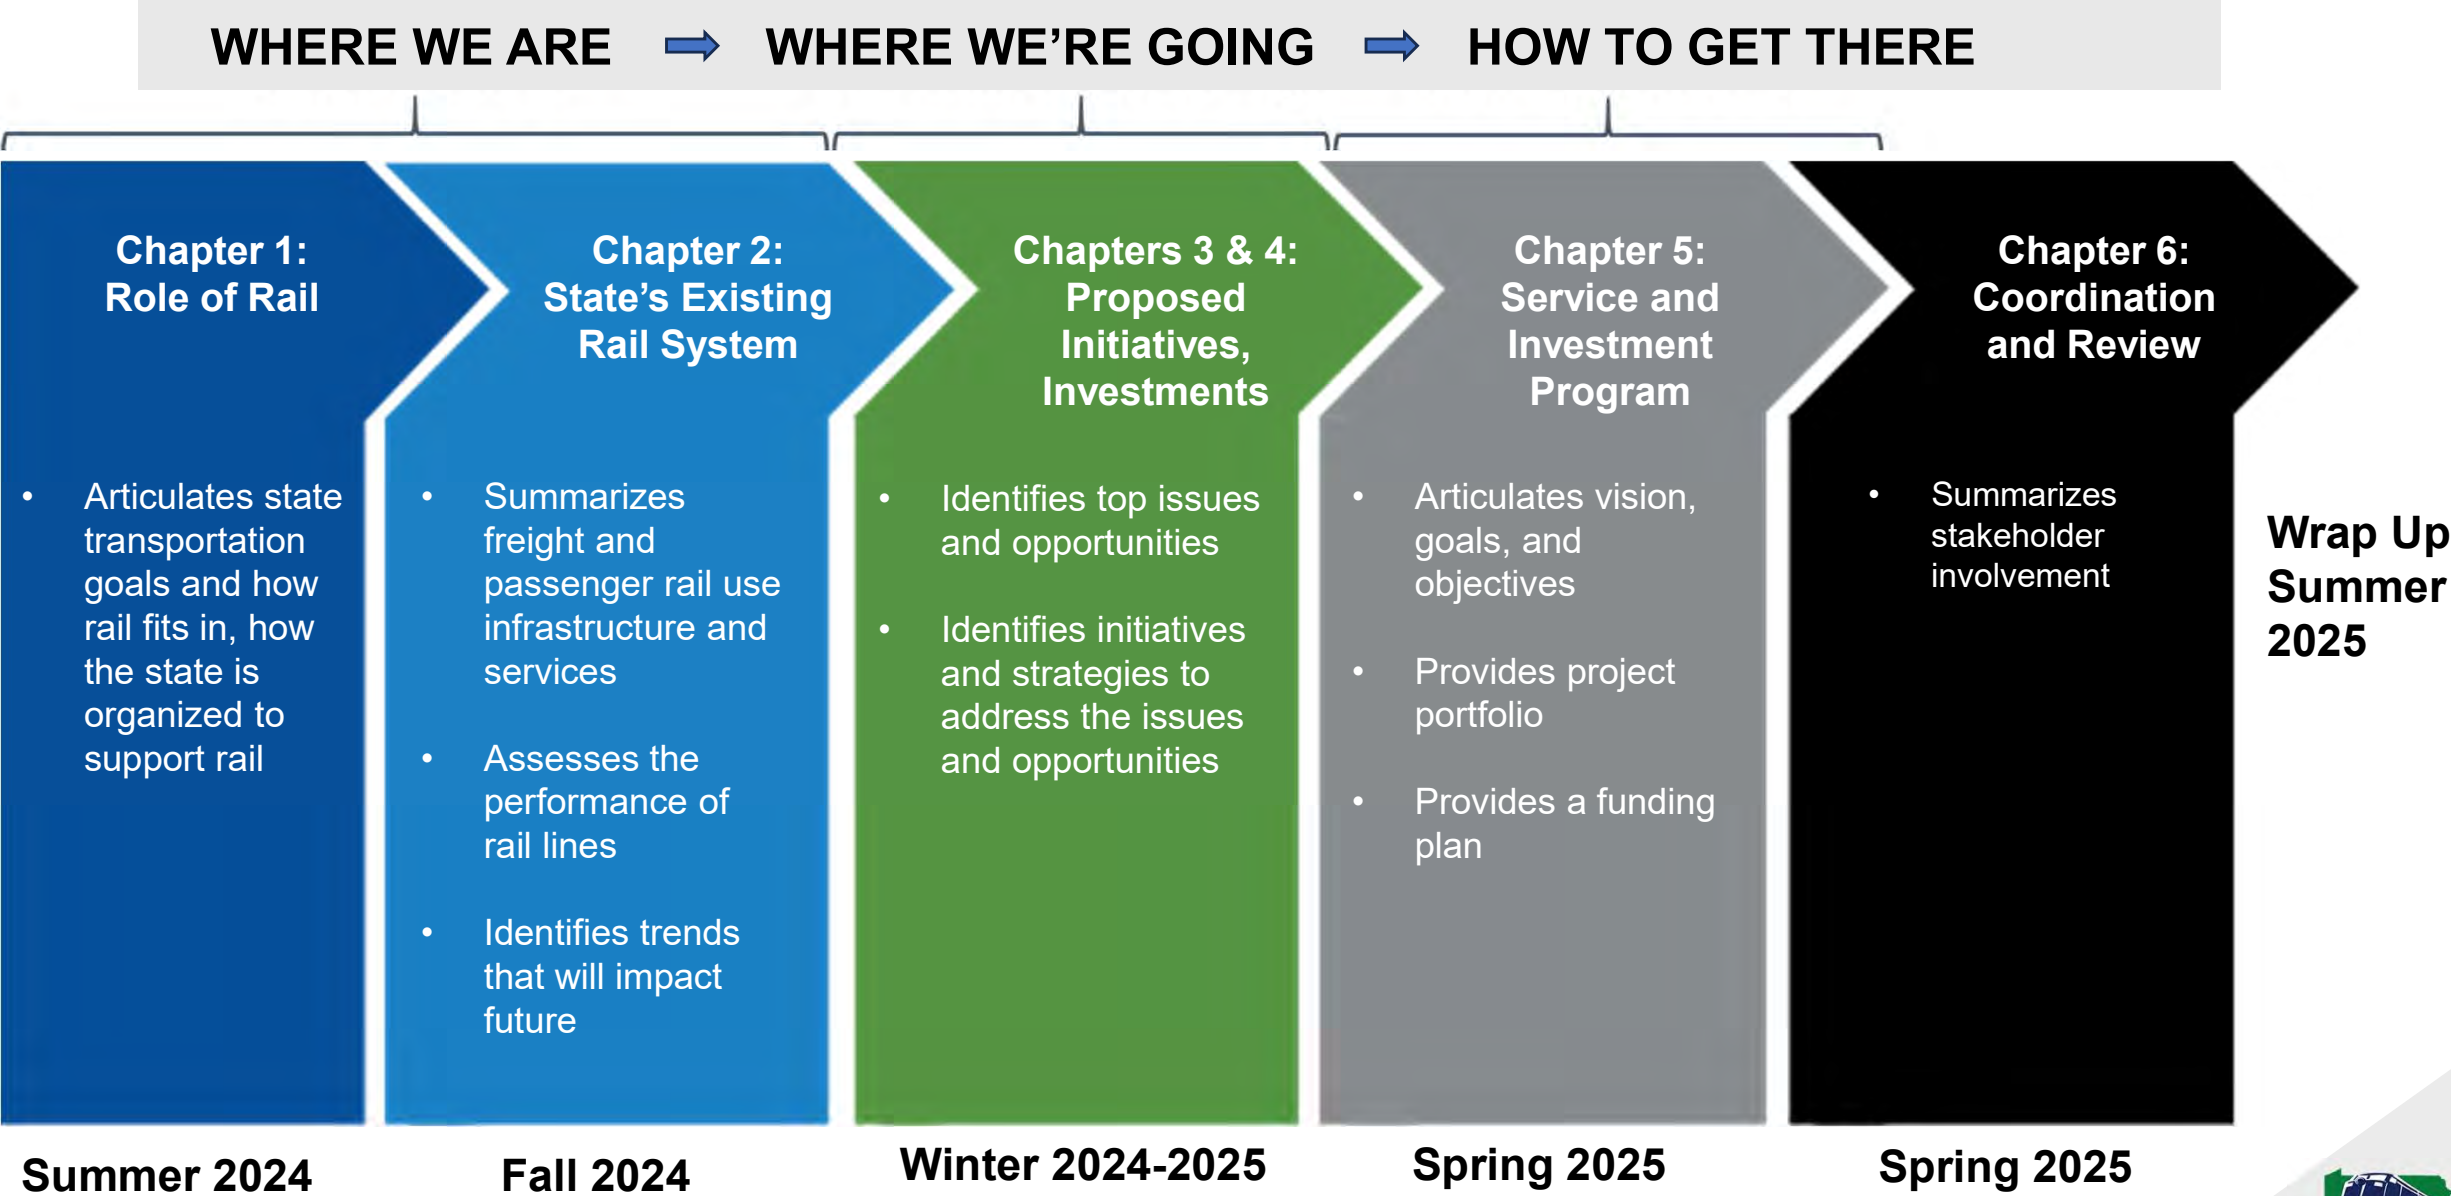 WHERE WE ARE WHERE WE'RE GOING HOW TO GET THERE
Chapter 1:
Role of Rail
• Articulates state
transportation
goals and how
rail fits in, how
the state is
organized to
support rail
Summer 2024
Chapter 2:
State's Existing
Rail System
• Summarizes
freight and
passenger rail use
infrastructure and
services
• Assesses the
performance of
rail lines
• Identifies trends
that will impact
future
Fall 2024
Chapters 3 & 4:
Proposed
Initiatives,
Investments
• Identifies top issues
and opportunities
• Identifies initiatives
and strategies to
address the issues
and opportunities
Winter 2024-2025
Chapter 5:
Service and
Investment
Program
• Articulates vision,
goals, and
objectives
• Provides project
portfolio
• Provides a funding
plan
Spring 2025
Chapter 6:
Coordination
and Review
• Summarizes
stakeholder
involvement
Spring 2025
Wrap Up
Summer
2025